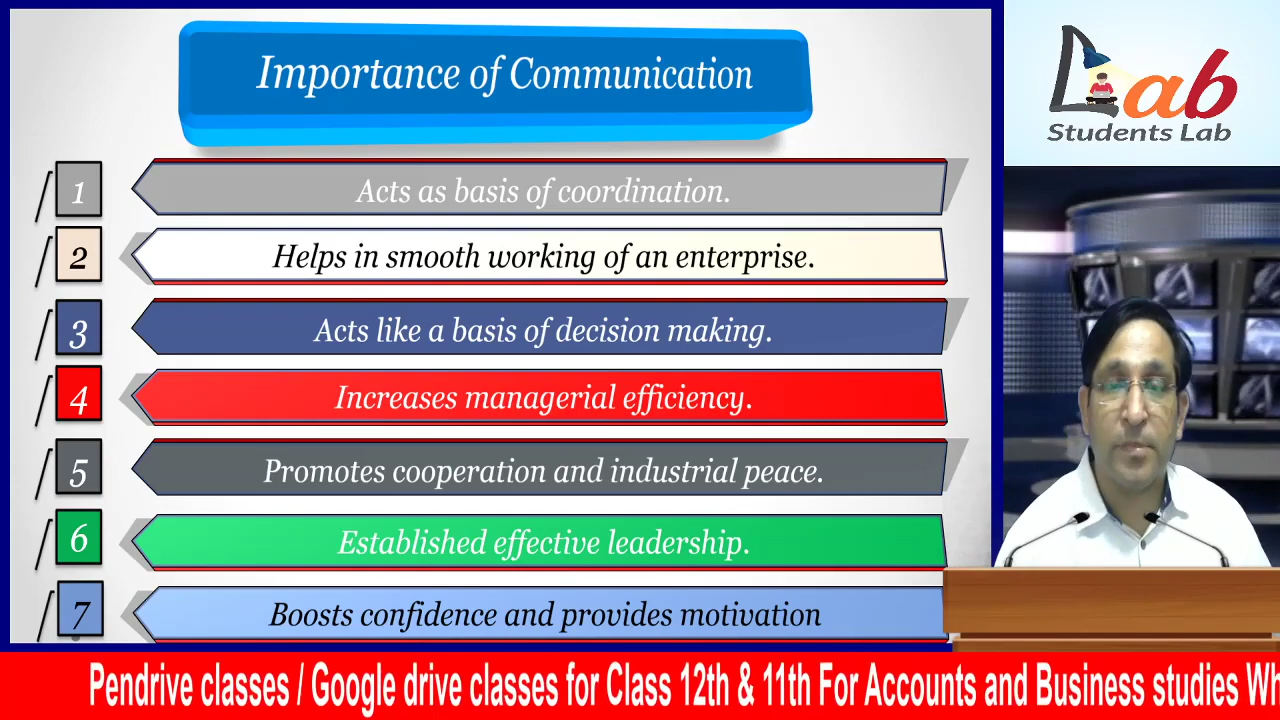 Importance of Communication
Lab
Students Lab
1 Acts as basis of coordination.
2 Helps in smooth working of an enterprise.
3 Acts like a basis of decision making.
4 Increases managerial efficiency.
5 Promotes cooperation and industrial peace.
6 Established effective leadership.
7 Boosts confidence and provides motivation
Pendrive classes / Google drive classes for Class 12th & 11th For Accounts and Business studies Wh